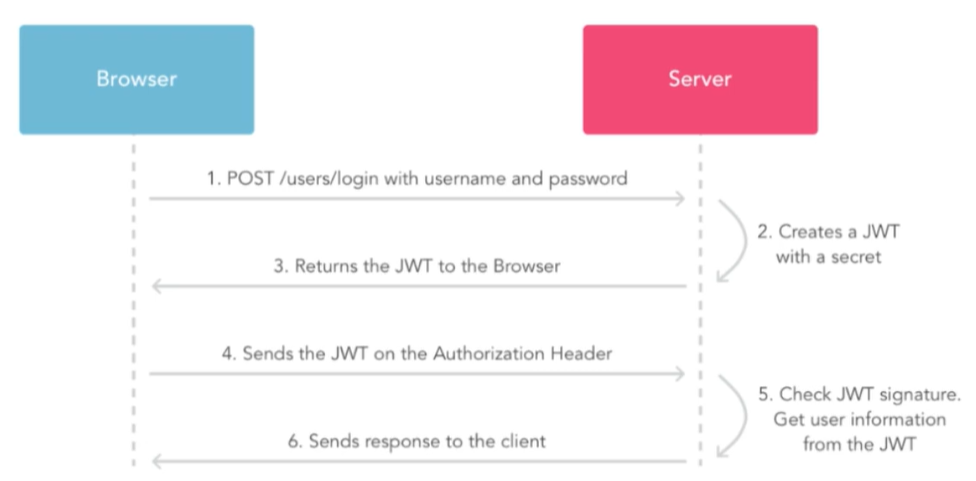 Browser
Server
1. POST /users/login with username and password
2. Creates a JWT
with a secret
3. Returns the JWT to the Browser
4. Sends the JWT on the Authorization Header
5. Check JWT signature.
Get user information
from the JWT
6. Sends response to the client